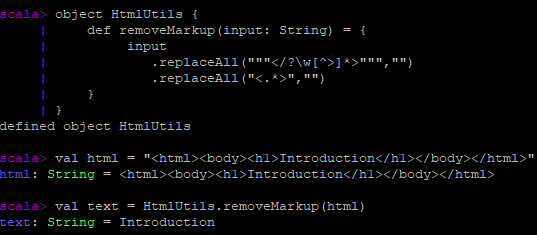 scala> object HtmlUtils {
     |     def removeMarkup(input: String) = {
     |          input
     |             .replaceAll("""</?\w[^>]*>""","")
     |             .replaceAll("<.*>","")
     |     }
     | }
defined object HtmlUtils
scala> val html = "<html><body><h1>Introduction</h1></body></html>"
html: String = <html><body><h1>Introduction</h1></body></html>
scala> val text = HtmlUtils.removeMarkup(html)
text: String = Introduction